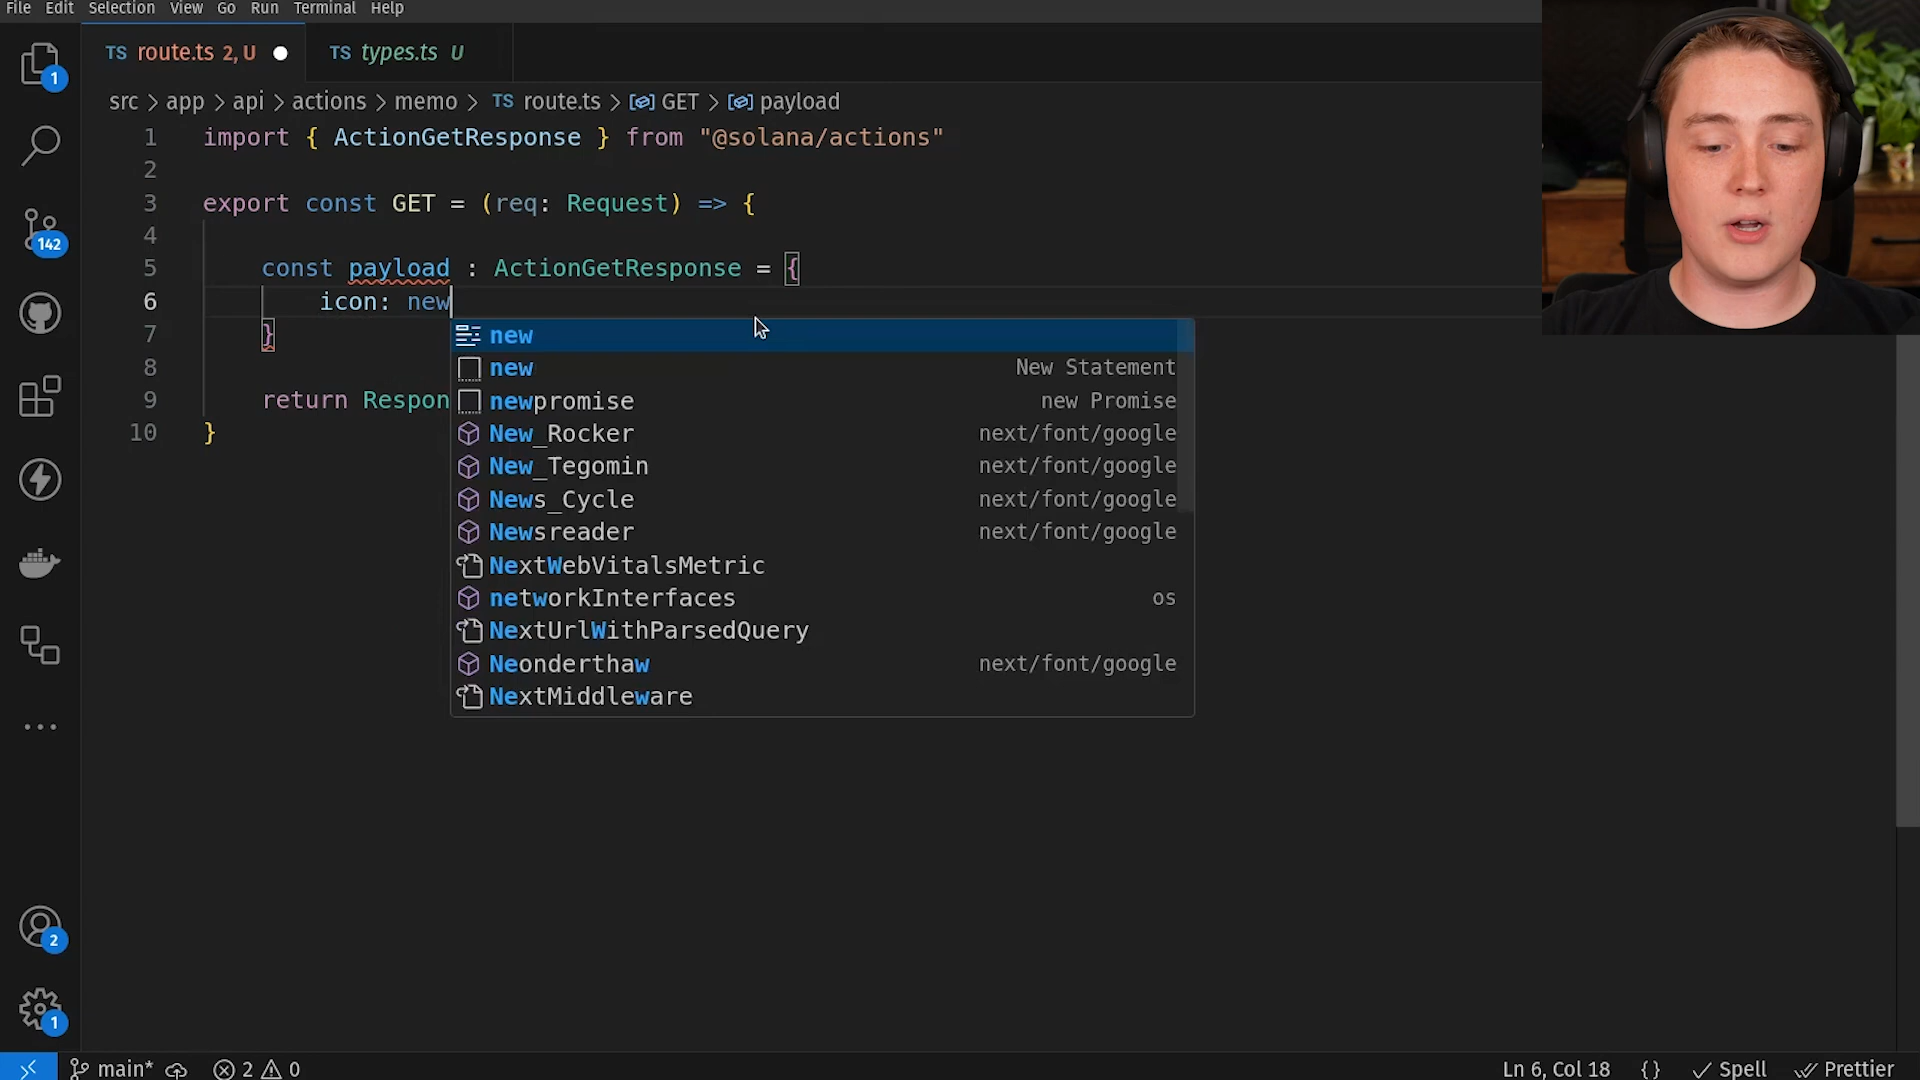 File Edit Selection View Go Run Terminal Help
TS route.ts 2, U TS types.ts U
src > app > api > actions > memo > TS route.ts > GET > payload
1 import { ActionGetResponse } from "@solana/actions"
2
3 export const GET = (req: Request) => {
4
5 const payload : ActionGetResponse = {
6 icon: new
7 }
8
9 return Respon
10 }
new
new New Statement
newpromise new Promise
New_Rocker next/font/google
New_Tegomin next/font/google
News_Cycle next/font/google
Newsreader next/font/google
NextWebVitalsMetric
networkInterfaces os
NextUrlWithParsedQuery
Neonderthaw next/font/google
NextMiddleware
1
142
2
1
main* 2 0 Ln 6, Col 18 {} Spell Prettier